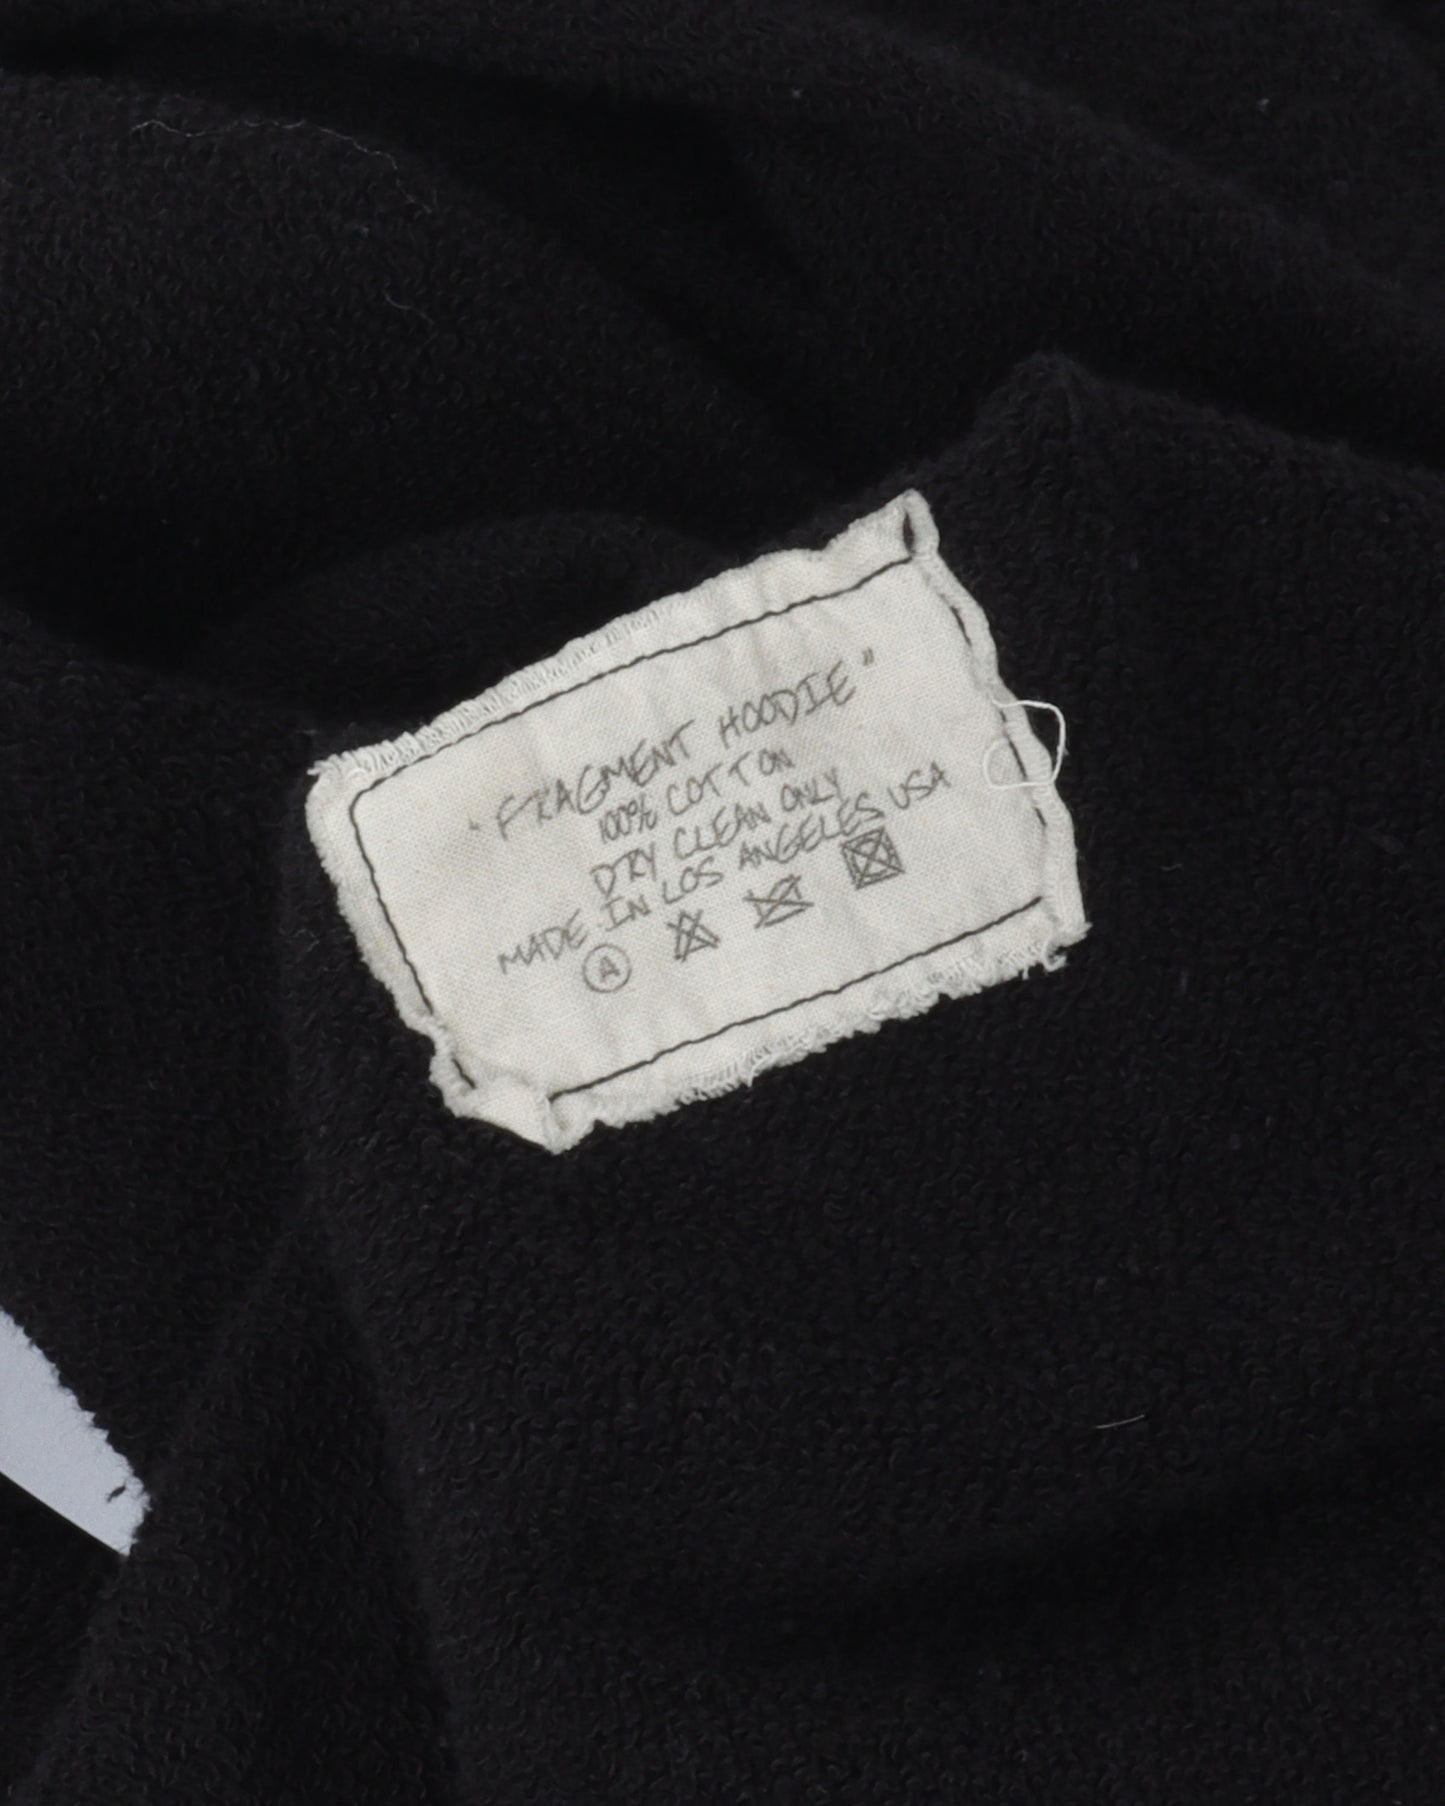 "FRAGMENT HOODIE"
100% COTTON
DRY CLEAN ONLY
MADE IN LOS ANGELES USA
A